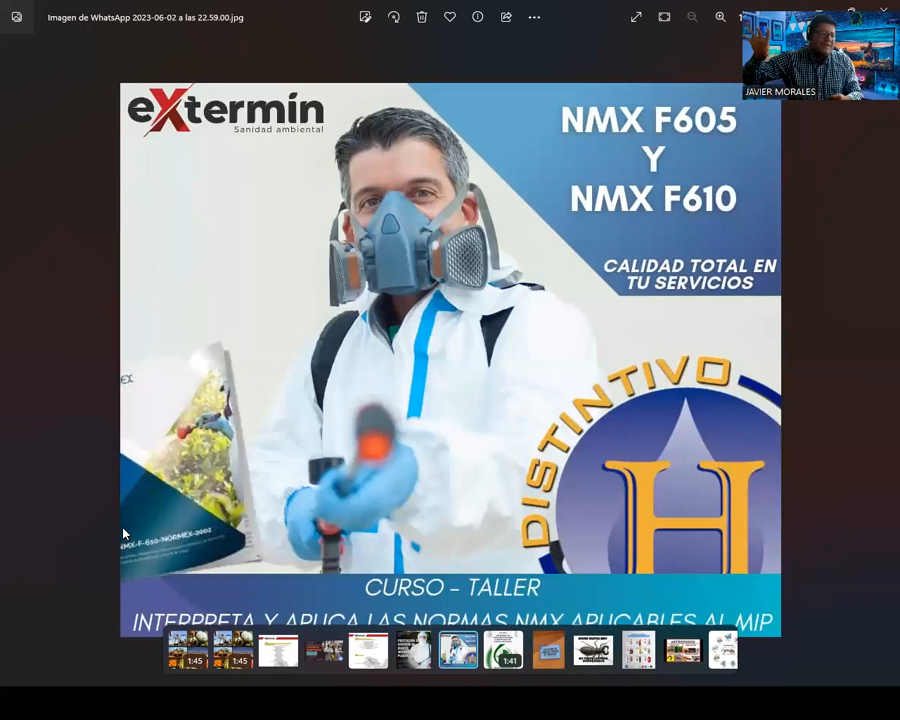 Imagen de WhatsApp 2023-06-02 a las 22.59.00.jpg
JAVIER MORALES
eXtermin
Sanidad ambiental
NMX F605
Y
NMX F610
CALIDAD TOTAL EN
TU SERVICIOS
DISTINTIVO
H
NMX-F-610-NORMEX-2002
CURSO - TALLER
INTERPRETA Y APLICA LAS NORMAS NMX APLICABLES AL MIP
1:45
1:45
1:41